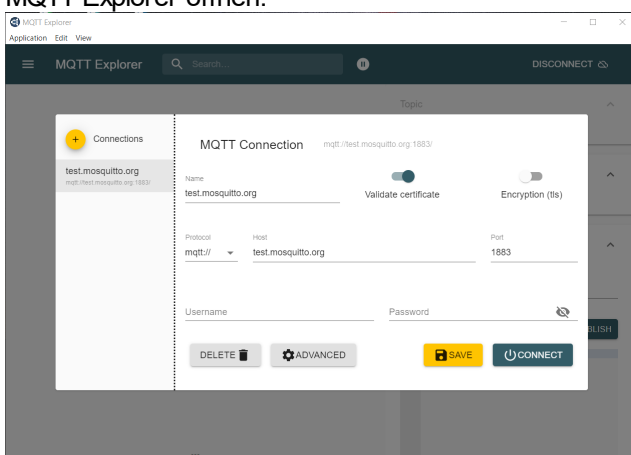 MQTT Explorer öffnen:
MQTT Explorer
Application Edit View
MQTT Explorer Search... DISCONNECT
Topic
Connections
test.mosquitto.org
mqtt://test.mosquitto.org:1883/
MQTT Connection mqtt://test.mosquitto.org:1883/
Name
test.mosquitto.org
Validate certificate Encryption (tls)
Protocol Host Port
mqtt:// test.mosquitto.org 1883
Username Password
DELETE ADVANCED SAVE CONNECT
BLISH